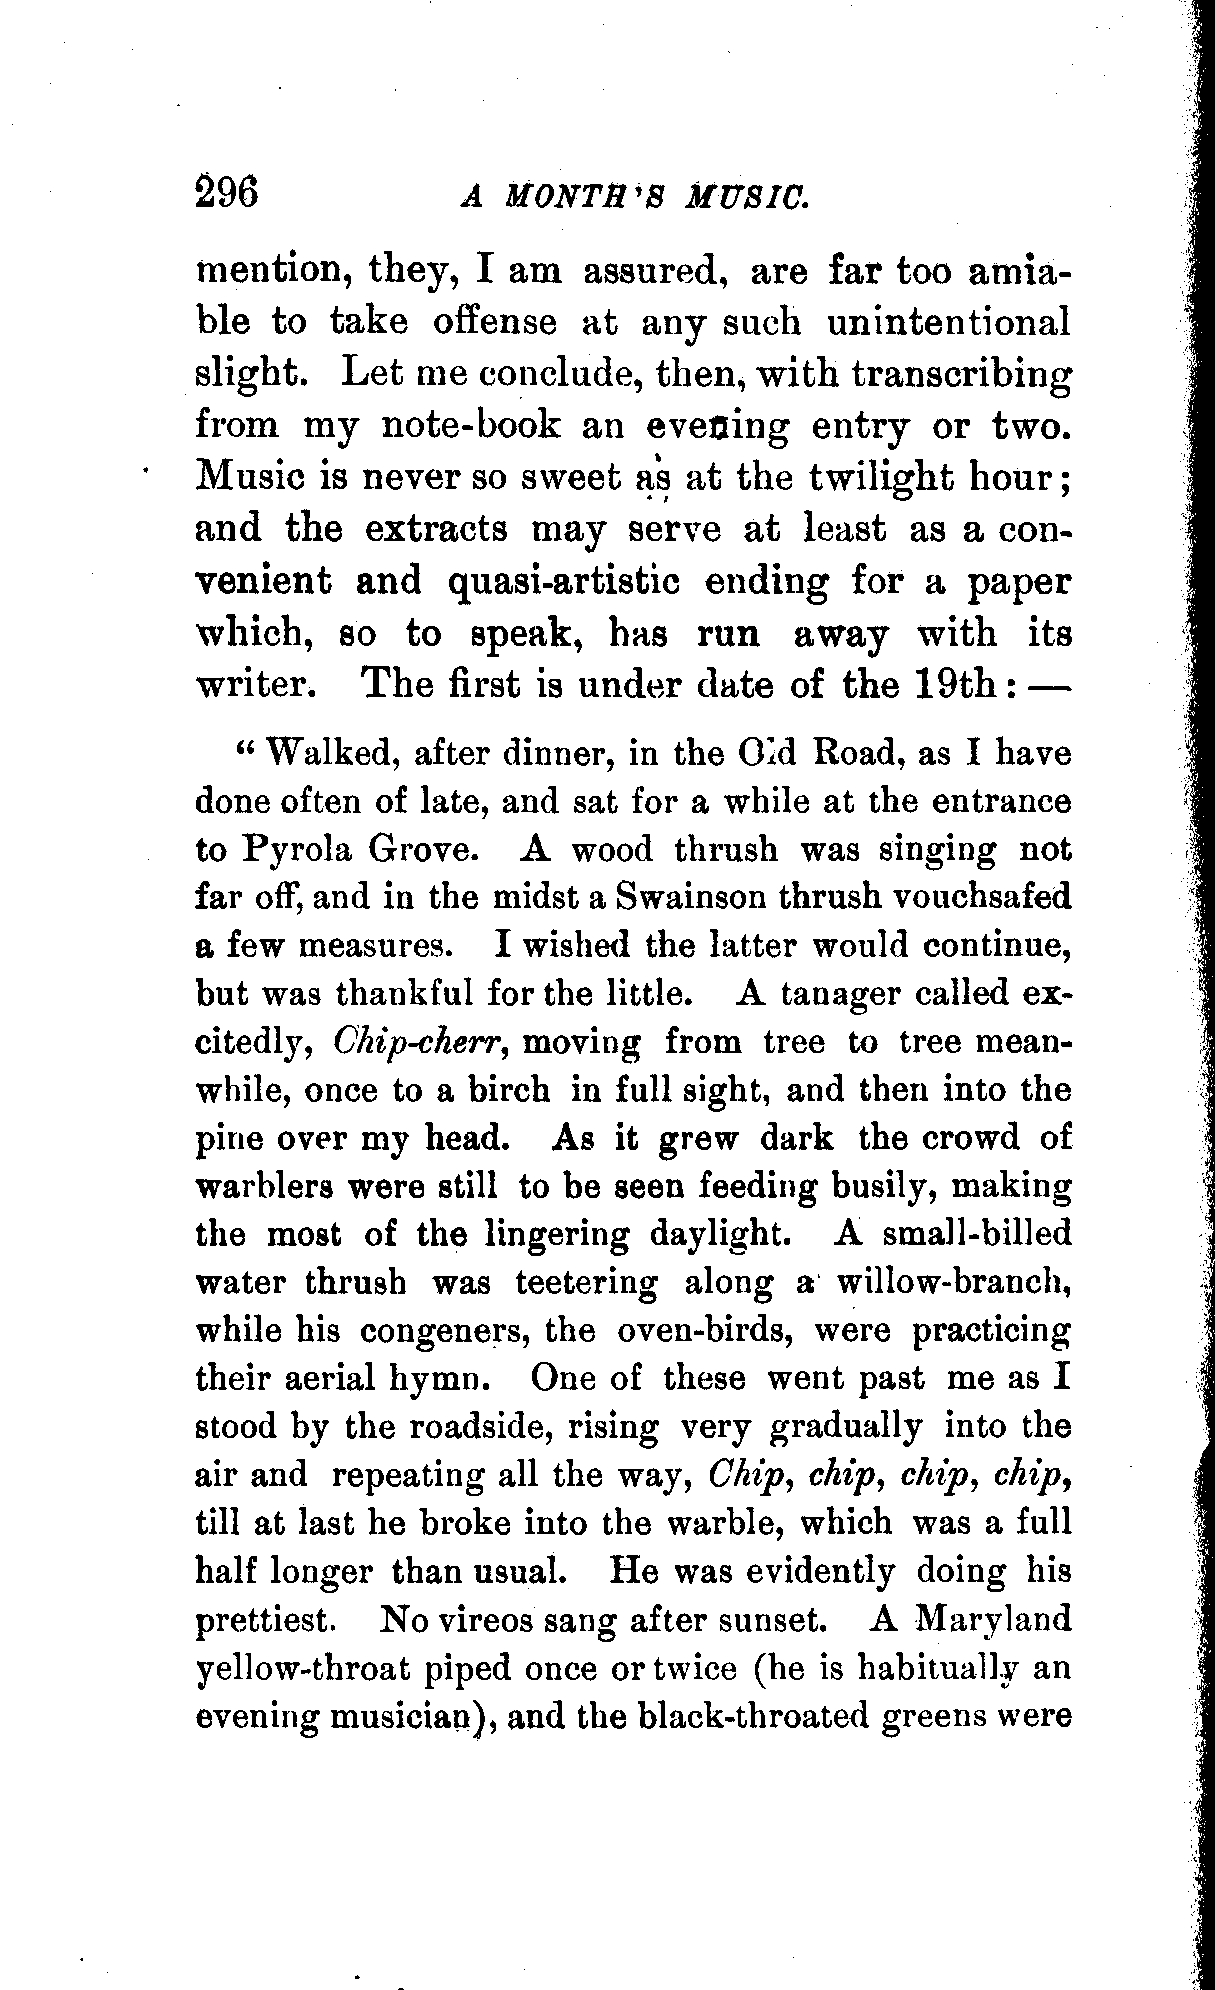 296 A MONTH'S MUSIC.
mention, they, I am assured, are far too amia-
ble to take offense at any such unintentional
slight. Let me conclude, then, with transcribing
from my note-book an evening entry or two.
Music is never so sweet as at the twilight hour;
and the extracts may serve at least as a con-
venient and quasi-artistic ending for a paper
which, so to speak, has run away with its
writer. The first is under date of the 19th: —
“ Walked, after dinner, in the Old Road, as I have
done often of late, and sat for a while at the entrance
to Pyrola Grove. A wood thrush was singing not
far off, and in the midst a Swainson thrush vouchsafed
a few measures. I wished the latter would continue,
but was thankful for the little. A tanager called ex-
citedly, Chip-cherr, moving from tree to tree mean-
while, once to a birch in full sight, and then into the
pine over my head. As it grew dark the crowd of
warblers were still to be seen feeding busily, making
the most of the lingering daylight. A small-billed
water thrush was teetering along a willow-branch,
while his congeners, the oven-birds, were practicing
their aerial hymn. One of these went past me as I
stood by the roadside, rising very gradually into the
air and repeating all the way, Chip, chip, chip, chip,
till at last he broke into the warble, which was a full
half longer than usual. He was evidently doing his
prettiest. No vireos sang after sunset. A Maryland
yellow-throat piped once or twice (he is habitually an
evening musician), and the black-throated greens were